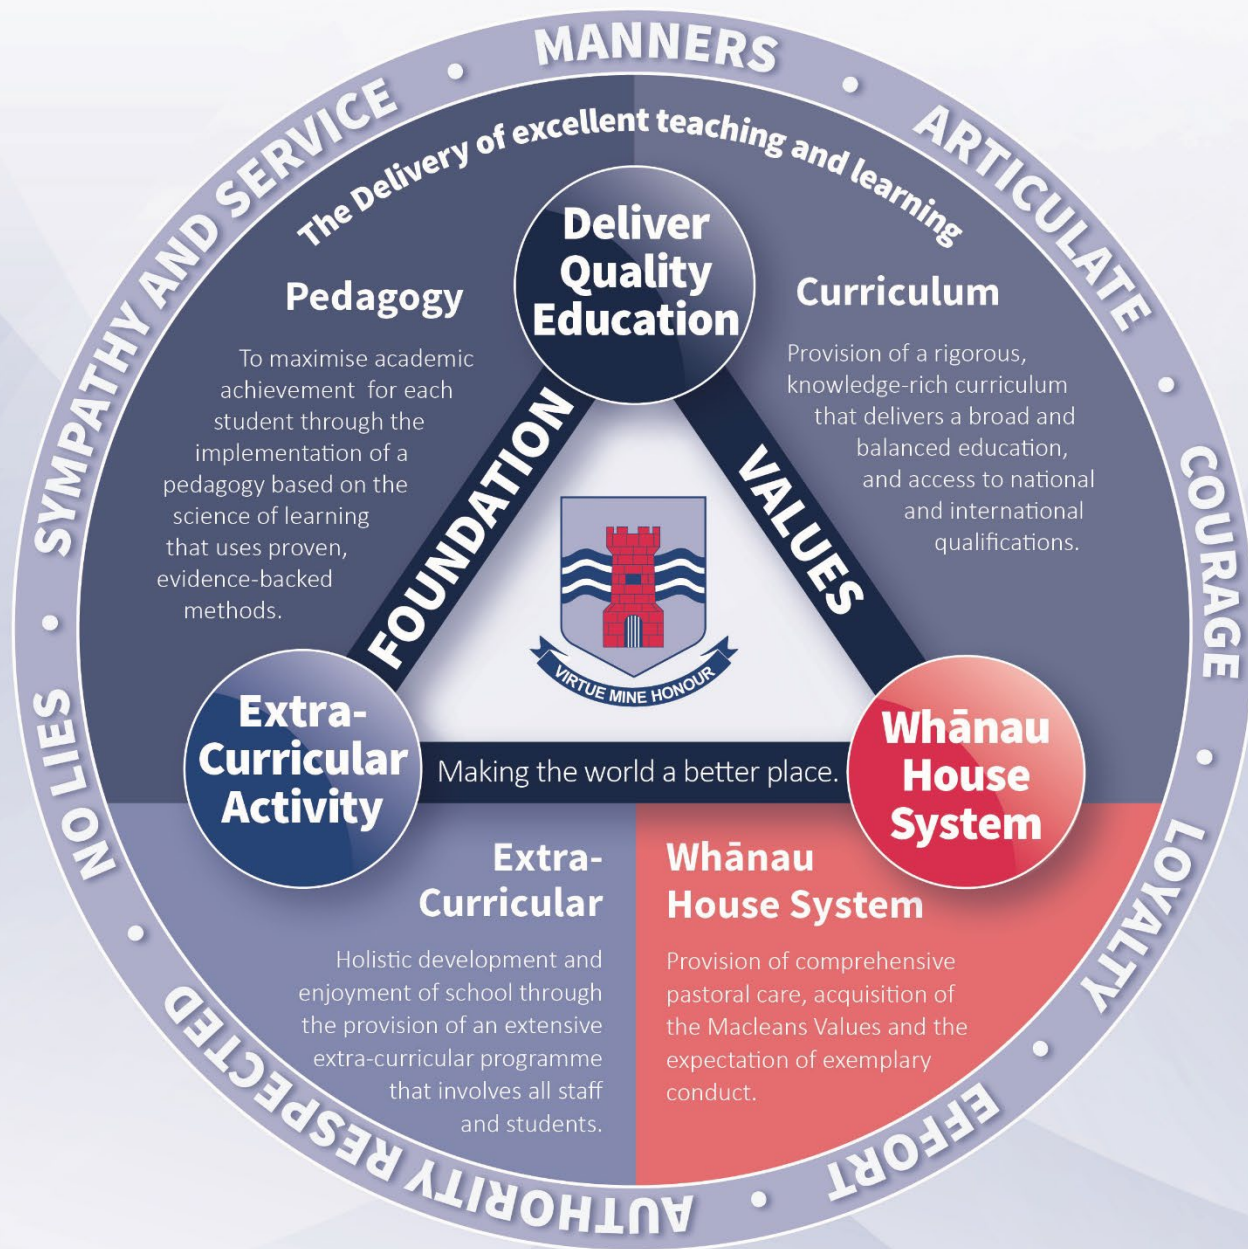 MANNERS • ARTICULATE • COURAGE • LOYALTY • EFFORT • AUTHORITY RESPECTED • NO LIES • SYMPATHY AND SERVICE •
The Delivery of excellent teaching and learning
Deliver
Quality
Education
Pedagogy
To maximise academic
achievement for each
student through the
implementation of a
pedagogy based on the
science of learning
that uses proven,
evidence-backed
methods.
Curriculum
Provision of a rigorous,
knowledge-rich curriculum
that delivers a broad and
balanced education,
and access to national
and international
qualifications.
FOUNDATION
VALUES
VIRTUE MINE HONOUR
Extra-
Curricular
Activity
Making the world a better place.
Whānau
House
System
Extra-
Curricular
Holistic development and
enjoyment of school through
the provision of an extensive
extra-curricular programme
that involves all staff
and students.
Whānau
House System
Provision of comprehensive
pastoral care, acquisition of
the Macleans Values and the
expectation of exemplary
conduct.